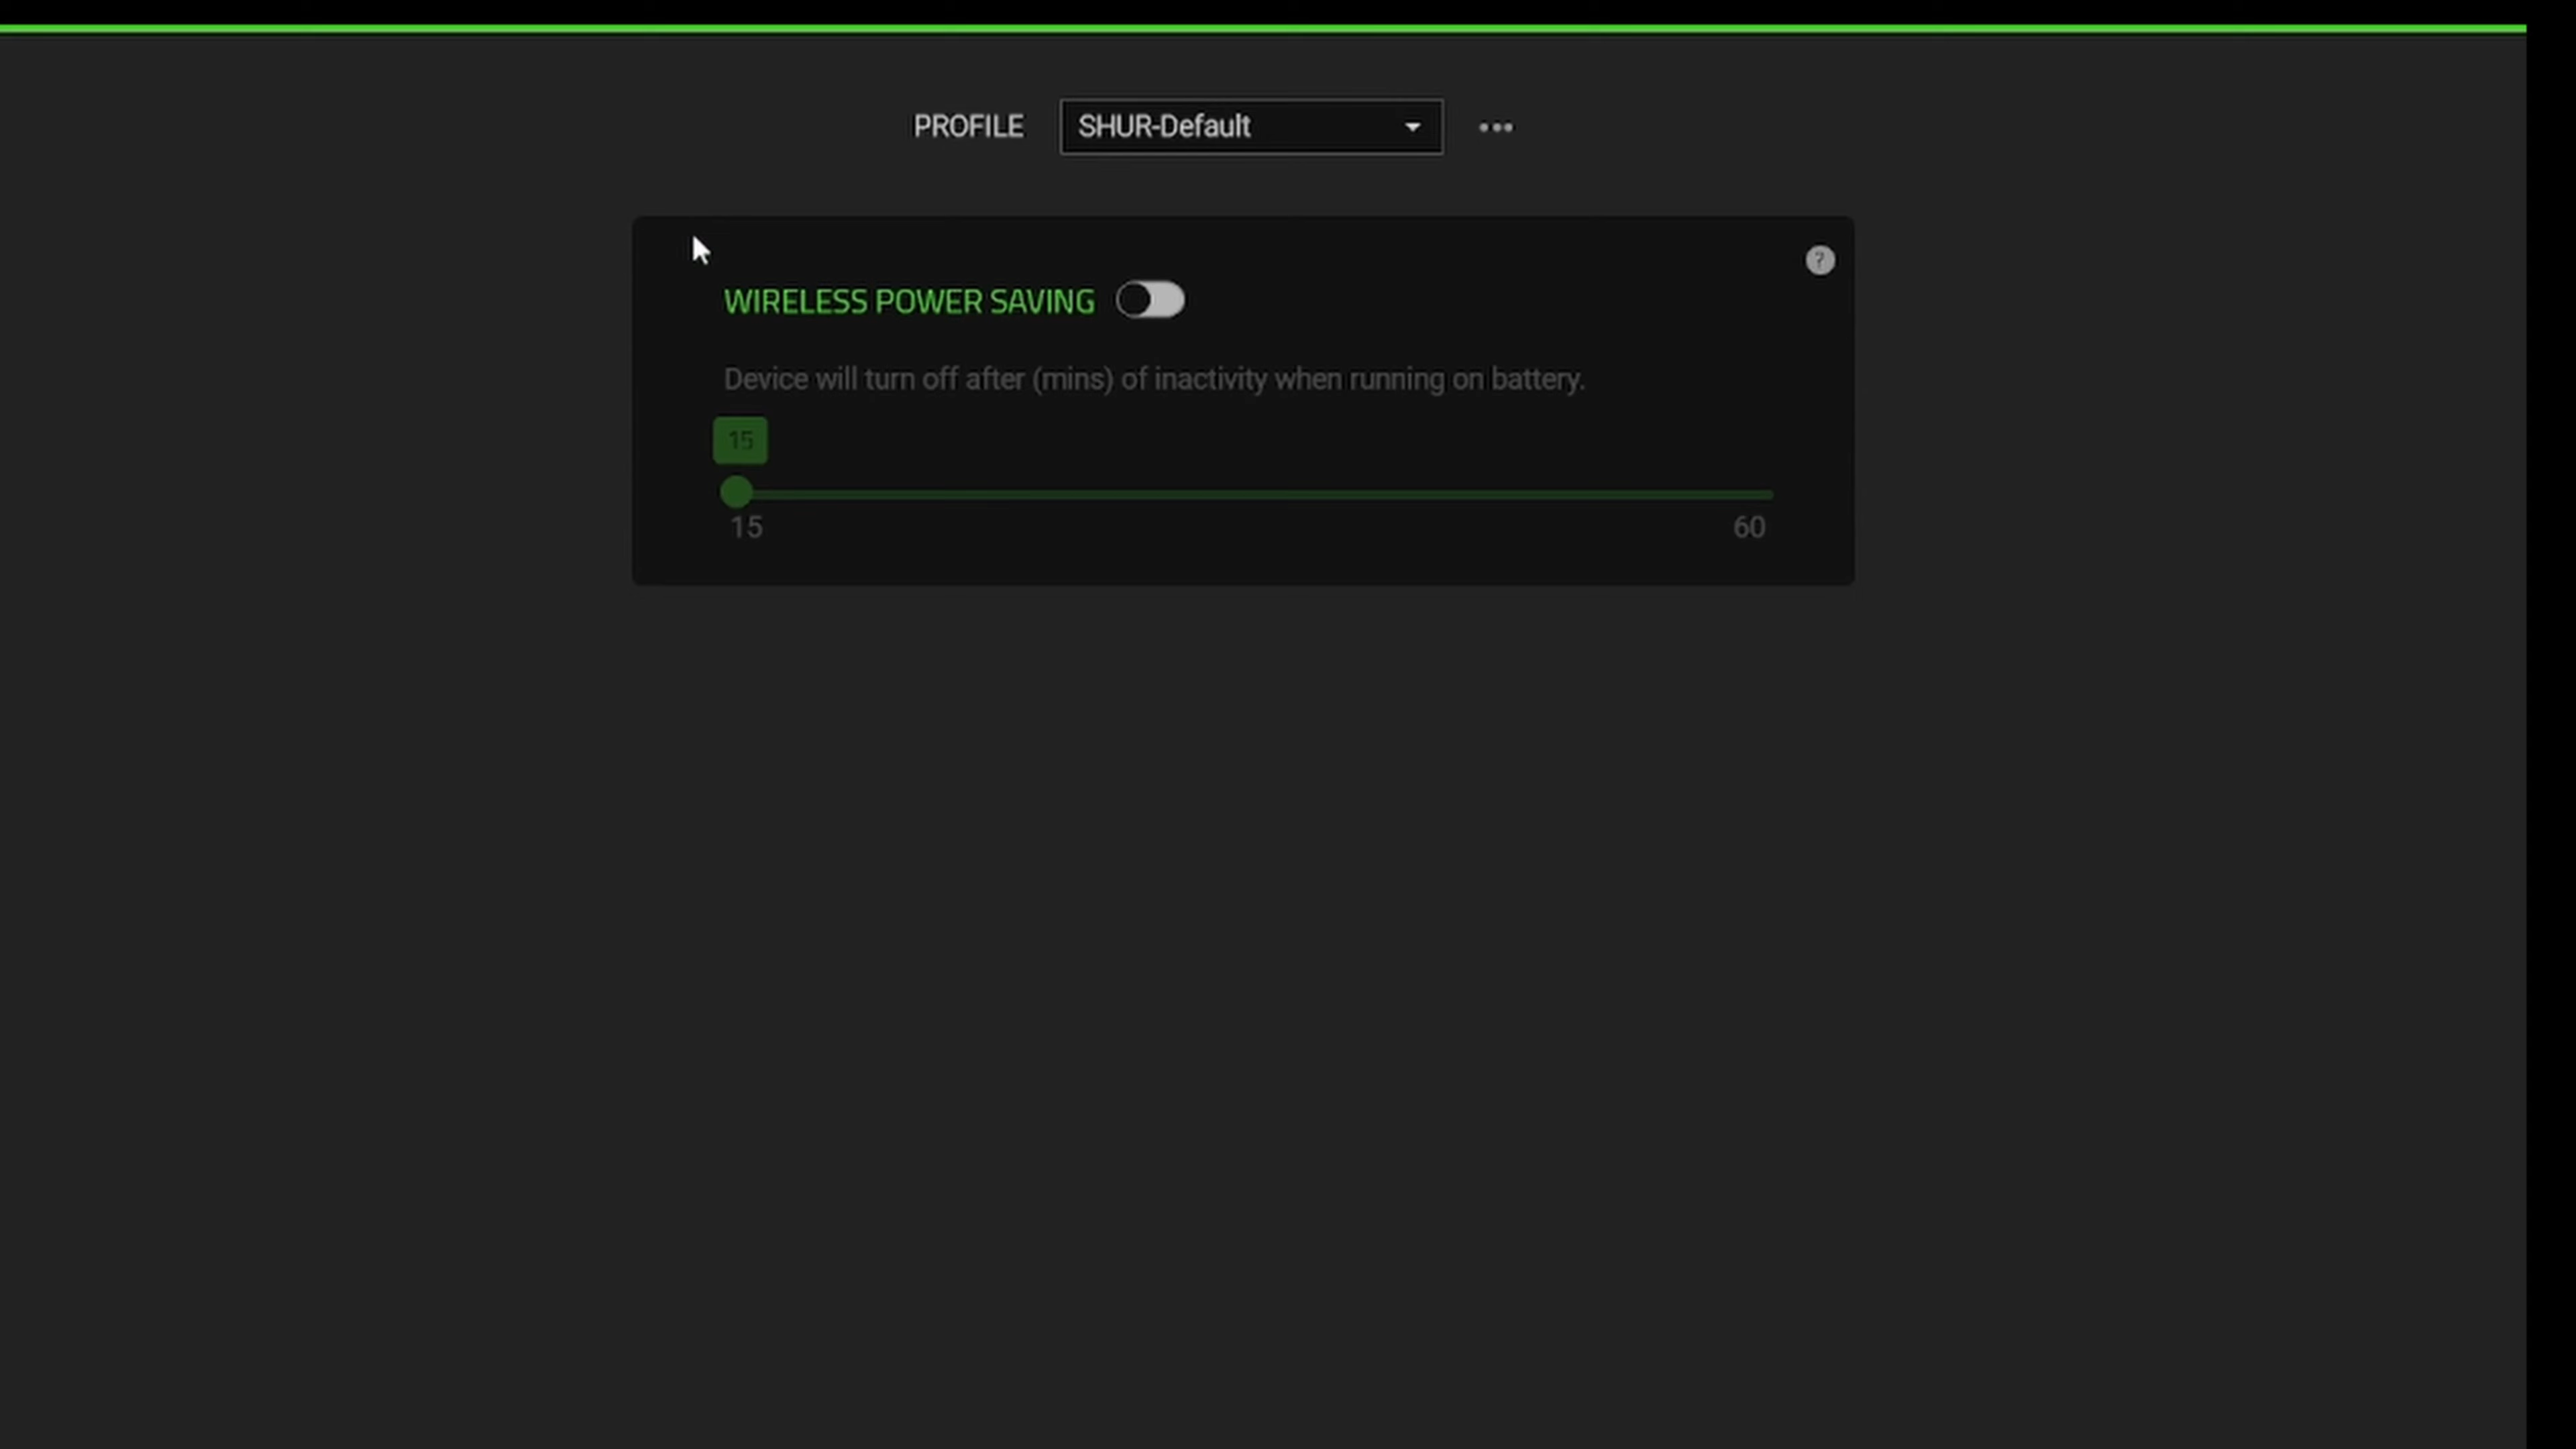 PROFILE SHUR-Default
?
WIRELESS POWER SAVING
Device will turn off after (mins) of inactivity when running on battery.
15
15 60